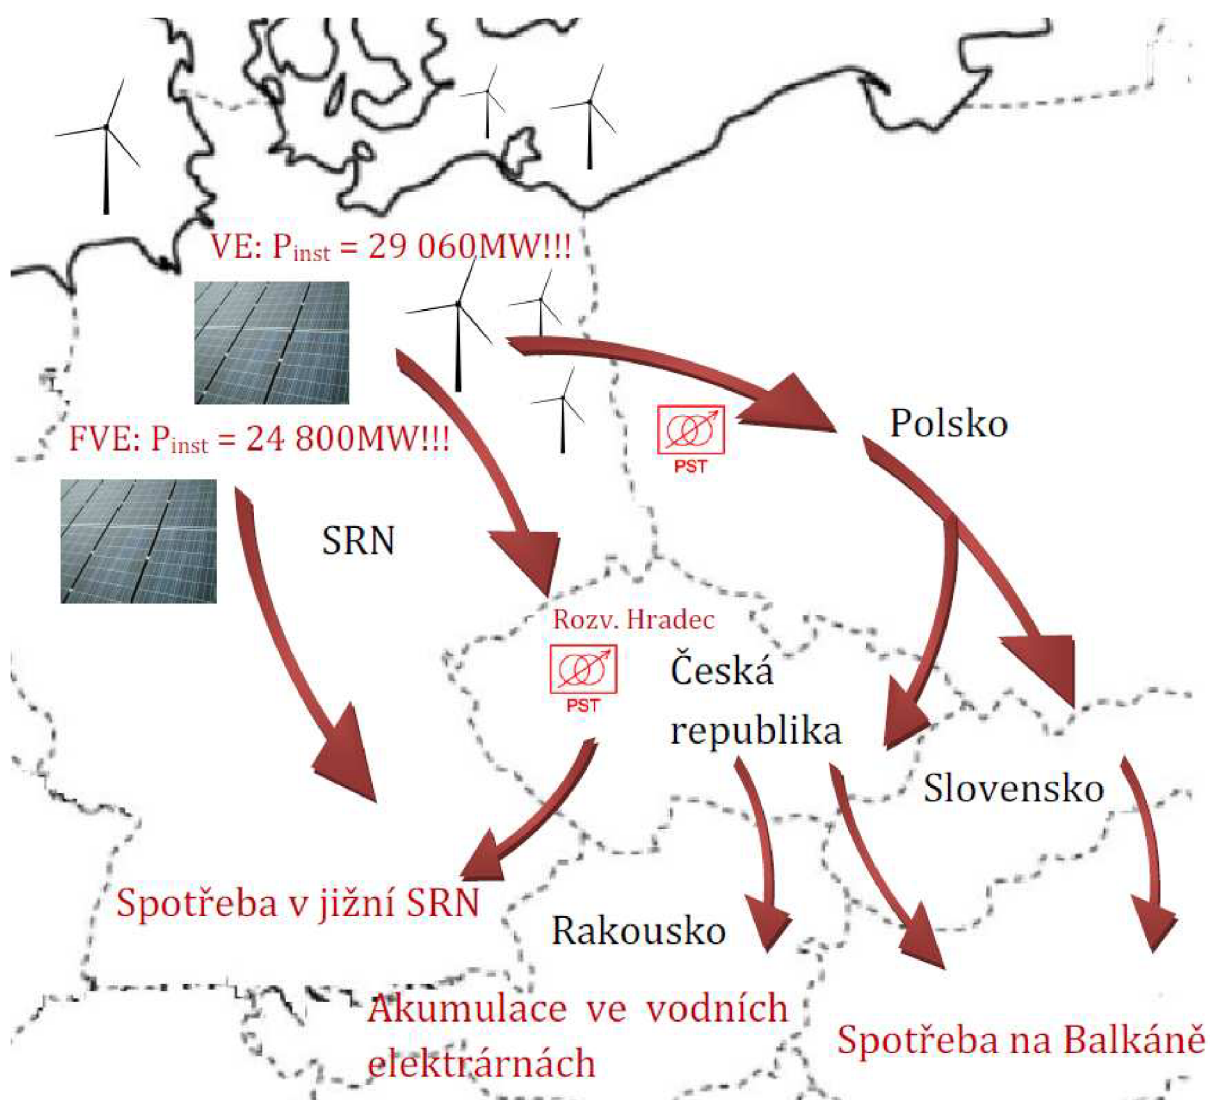 VE: Pinst = 29 060MW!!!
FVE: Pinst = 24 800MW!!!
Polsko
PST
SRN
Rozv. Hradec
PST
Česká
republika
Slovensko
Spotřeba v jižní SRN
Rakousko
Akumulace ve vodních
elektrárnách
Spotřeba na Balkáně